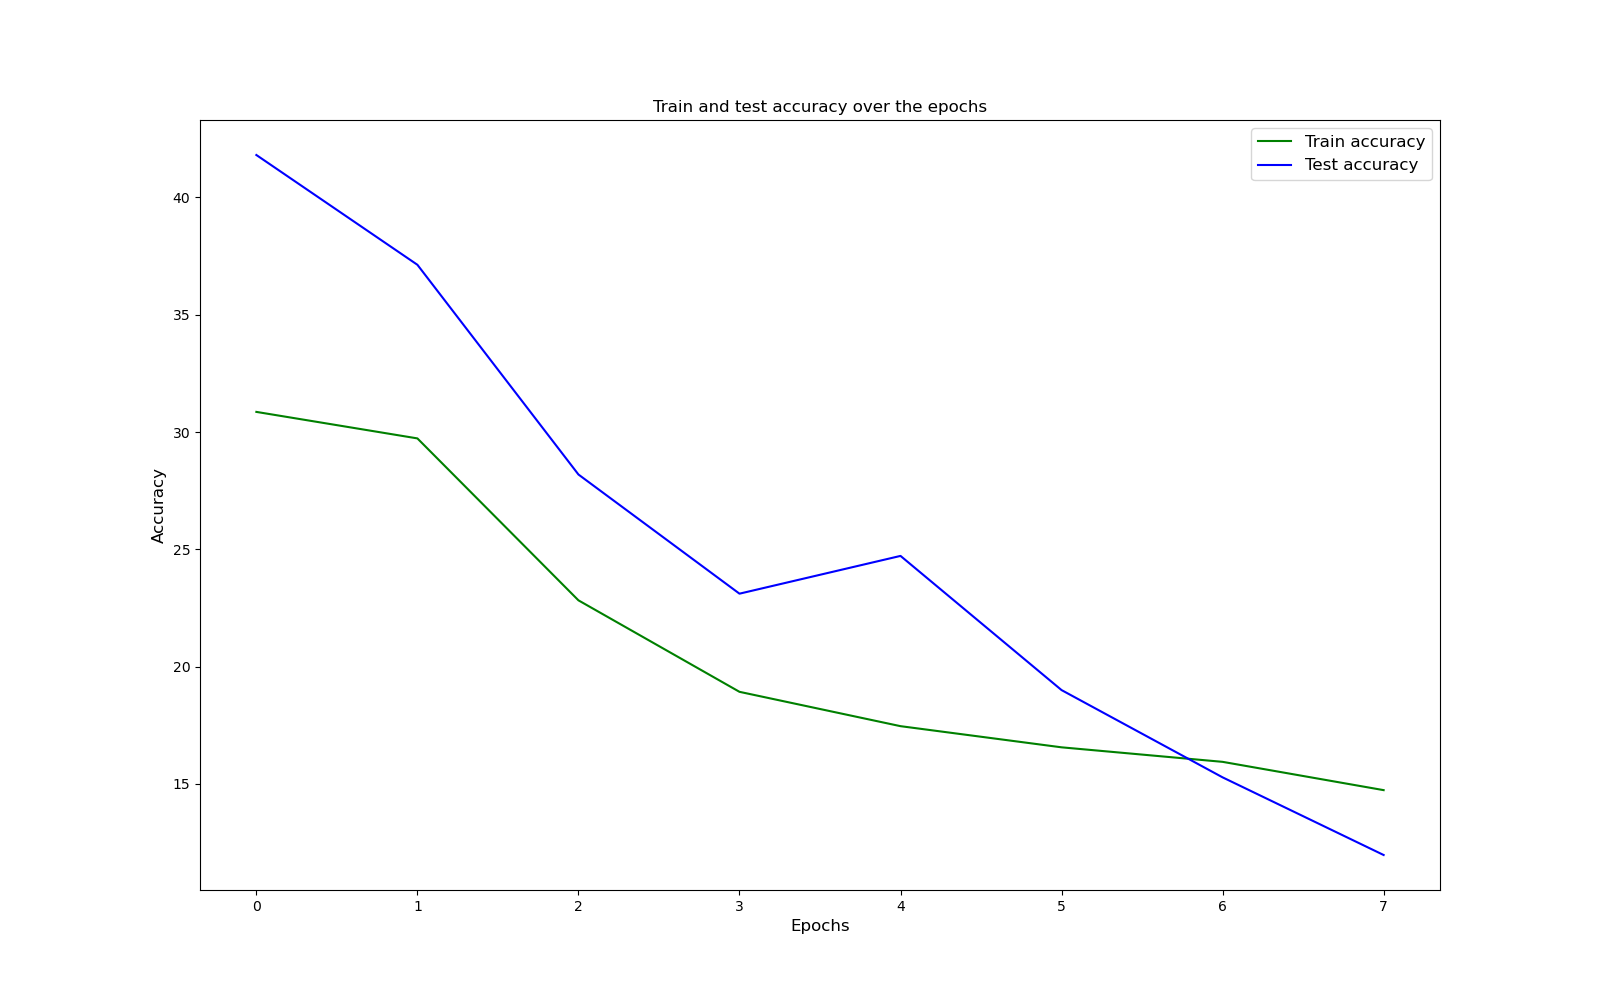 Train and test accuracy over the epochs
Train accuracy
Test accuracy
40
35
30
25
20
15
Accuracy
0 1 2 3 4 5 6 7
Epochs